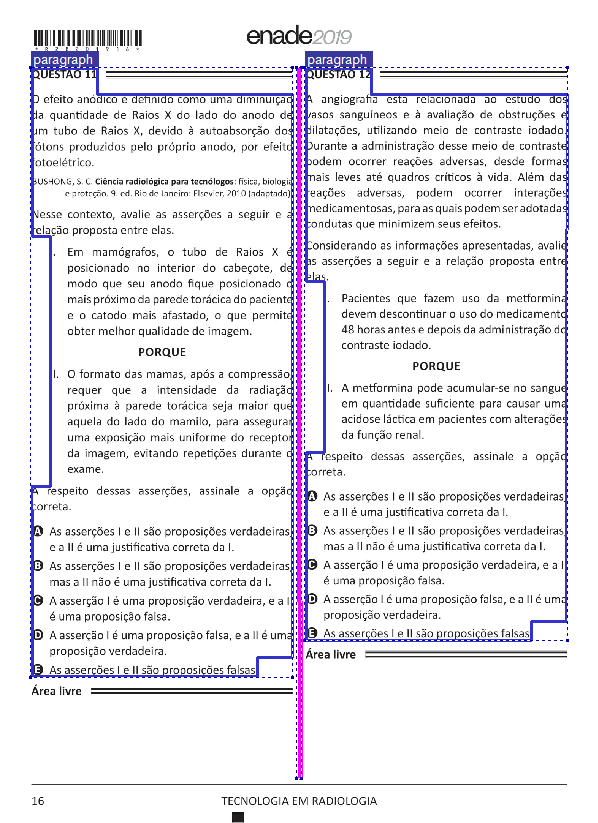 enade2019
paragraph
QUESTÃO 11
O efeito anódico é definido como uma diminuição
da quantidade de Raios X do lado do anodo de
um tubo de Raios X, devido à autoabsorção dos
fótons produzidos pelo próprio anodo, por efeito
fotoelétrico.
BUSHONG, S. C. Ciência radiológica para tecnólogos: física, biologia
e proteção. 9. ed. Rio de Janeiro: Elsevier, 2010 (adaptado)
Nesse contexto, avalie as asserções a seguir e a
relação proposta entre elas.
I. Em mamógrafos, o tubo de Raios X é
posicionado no interior do cabeçote, de
modo que seu anodo fique posicionado o
mais próximo da parede torácica do paciente
e o catodo mais afastado, o que permite
obter melhor qualidade de imagem.
PORQUE
II. O formato das mamas, após a compressão,
requer que a intensidade da radiação
próxima à parede torácica seja maior que
aquela do lado do mamilo, para assegurar
uma exposição mais uniforme do receptor
da imagem, evitando repetições durante o
exame.
A respeito dessas asserções, assinale a opção
correta.
A As asserções I e II são proposições verdadeiras,
e a II é uma justificativa correta da I.
B As asserções I e II são proposições verdadeiras,
mas a II não é uma justificativa correta da I.
C A asserção I é uma proposição verdadeira, e a II
é uma proposição falsa.
D A asserção I é uma proposição falsa, e a II é uma
proposição verdadeira.
E As asserções I e II são proposições falsas.
Área livre
paragraph
QUESTÃO 12
A angiografia está relacionada ao estudo dos
vasos sanguíneos e à avaliação de obstruções e
dilatações, utilizando meio de contraste iodado.
Durante a administração desse meio de contraste
podem ocorrer reações adversas, desde formas
mais leves até quadros críticos à vida. Além das
reações adversas, podem ocorrer interações
medicamentosas, para as quais podem ser adotadas
condutas que minimizem seus efeitos.
Considerando as informações apresentadas, avalie
as asserções a seguir e a relação proposta entre
elas.
I. Pacientes que fazem uso da metformina
devem descontinuar o uso do medicamento
48 horas antes e depois da administração do
contraste iodado.
PORQUE
II. A metformina pode acumular-se no sangue
em quantidade suficiente para causar uma
acidose láctica em pacientes com alterações
da função renal.
A respeito dessas asserções, assinale a opção
correta.
A As asserções I e II são proposições verdadeiras,
e a II é uma justificativa correta da I.
B As asserções I e II são proposições verdadeiras,
mas a II não é uma justificativa correta da I.
C A asserção I é uma proposição verdadeira, e a II
é uma proposição falsa.
D A asserção I é uma proposição falsa, e a II é uma
proposição verdadeira.
E As asserções I e II são proposições falsas.
Área livre
16
TECNOLOGIA EM RADIOLOGIA